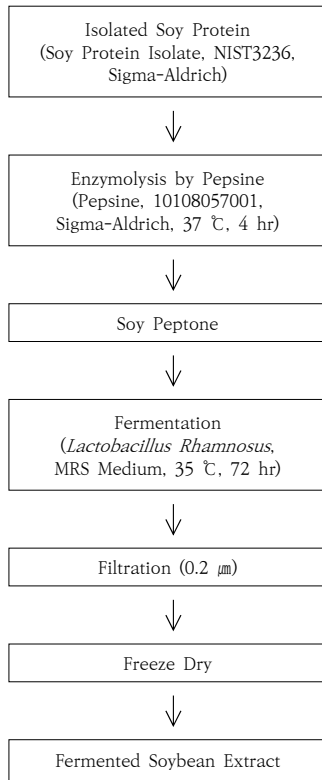 Isolated Soy Protein
(Soy Protein Isolate, NIST3236,
Sigma-Aldrich)
Enzymolysis by Pepsine
(Pepsine, 10108057001,
Sigma-Aldrich, 37 ℃, 4 hr)
Soy Peptone
Fermentation
(Lactobacillus Rhamnosus,
MRS Medium, 35 ℃, 72 hr)
Filtration (0.2 ㎛)
Freeze Dry
Fermented Soybean Extract